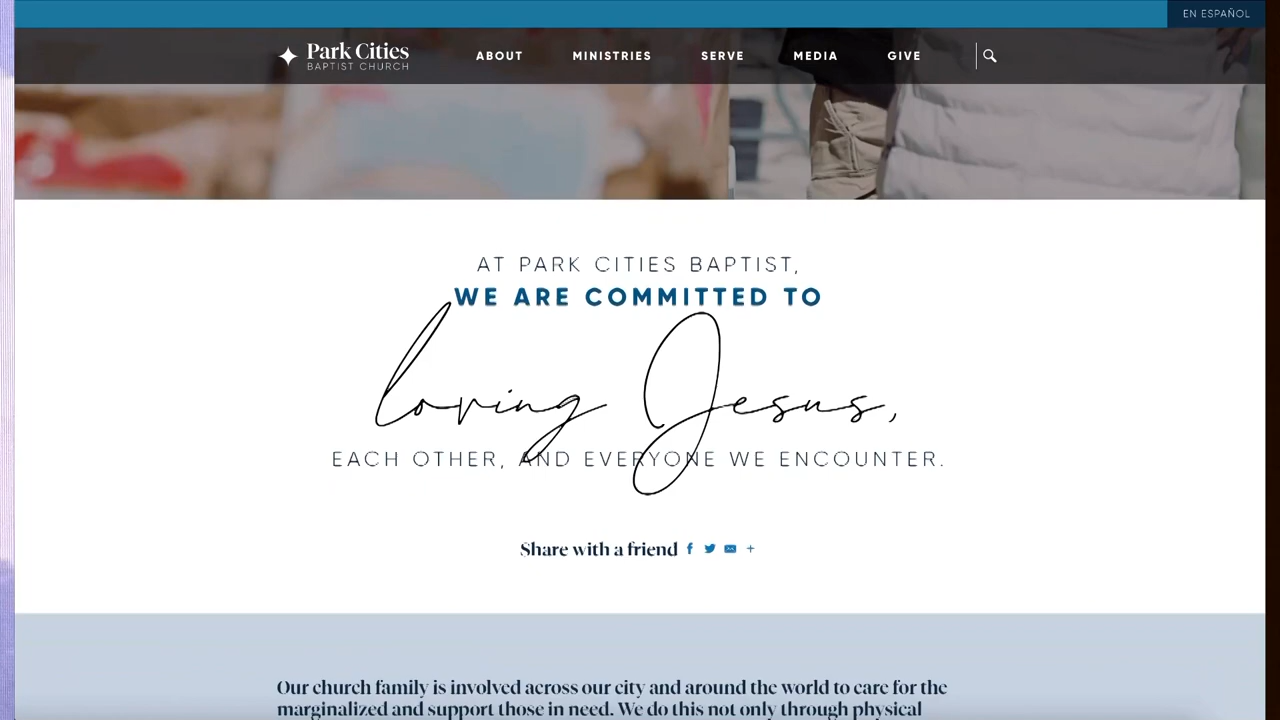 EN ESPAÑOL
Park Cities
BAPTIST CHURCH
ABOUT MINISTRIES SERVE MEDIA GIVE
AT PARK CITIES BAPTIST,
WE ARE COMMITTED TO
loving Jesus,
EACH OTHER, AND EVERYONE WE ENCOUNTER.
Share with a friend
Our church family is involved across our city and around the world to care for the
marginalized and support those in need. We do this not only through physical